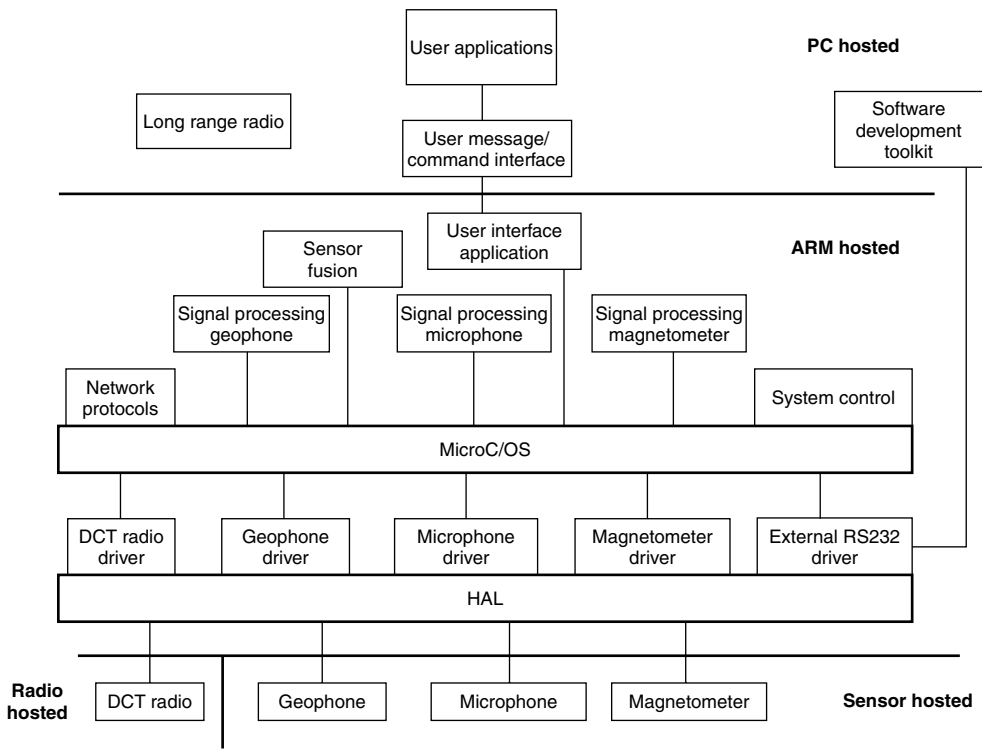 User applications
PC hosted
Long range radio
Software
development
toolkit
User message/
command interface
User interface
application
ARM hosted
Sensor
fusion
Signal processing
geophone
Signal processing
microphone
Signal processing
magnetometer
Network
protocols
System control
MicroC/OS
DCT radio
driver
Geophone
driver
Microphone
driver
Magnetometer
driver
External RS232
driver
HAL
Radio
hosted
DCT radio
Geophone
Microphone
Magnetometer
Sensor hosted